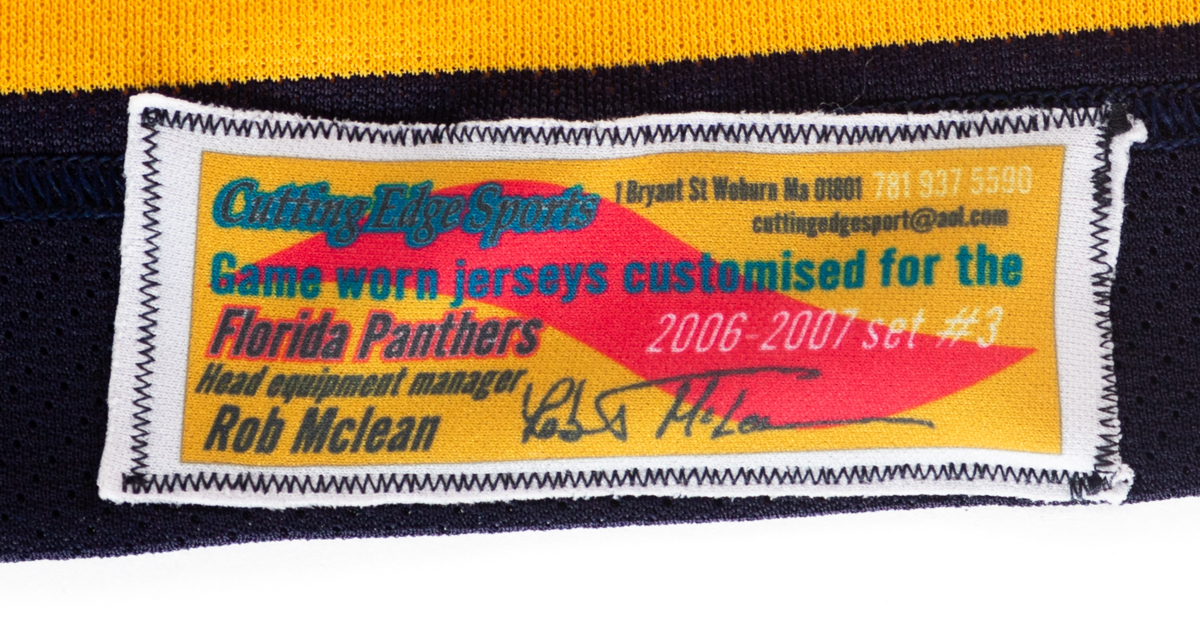 Cutting Edge Sports 1 Bryant St Woburn Ma 01801 781 937 5590
cuttingedgesport@aol.com
Game worn jerseys customised for the
Florida Panthers 2006-2007 set #3
Head equipment manager
Rob Mclean